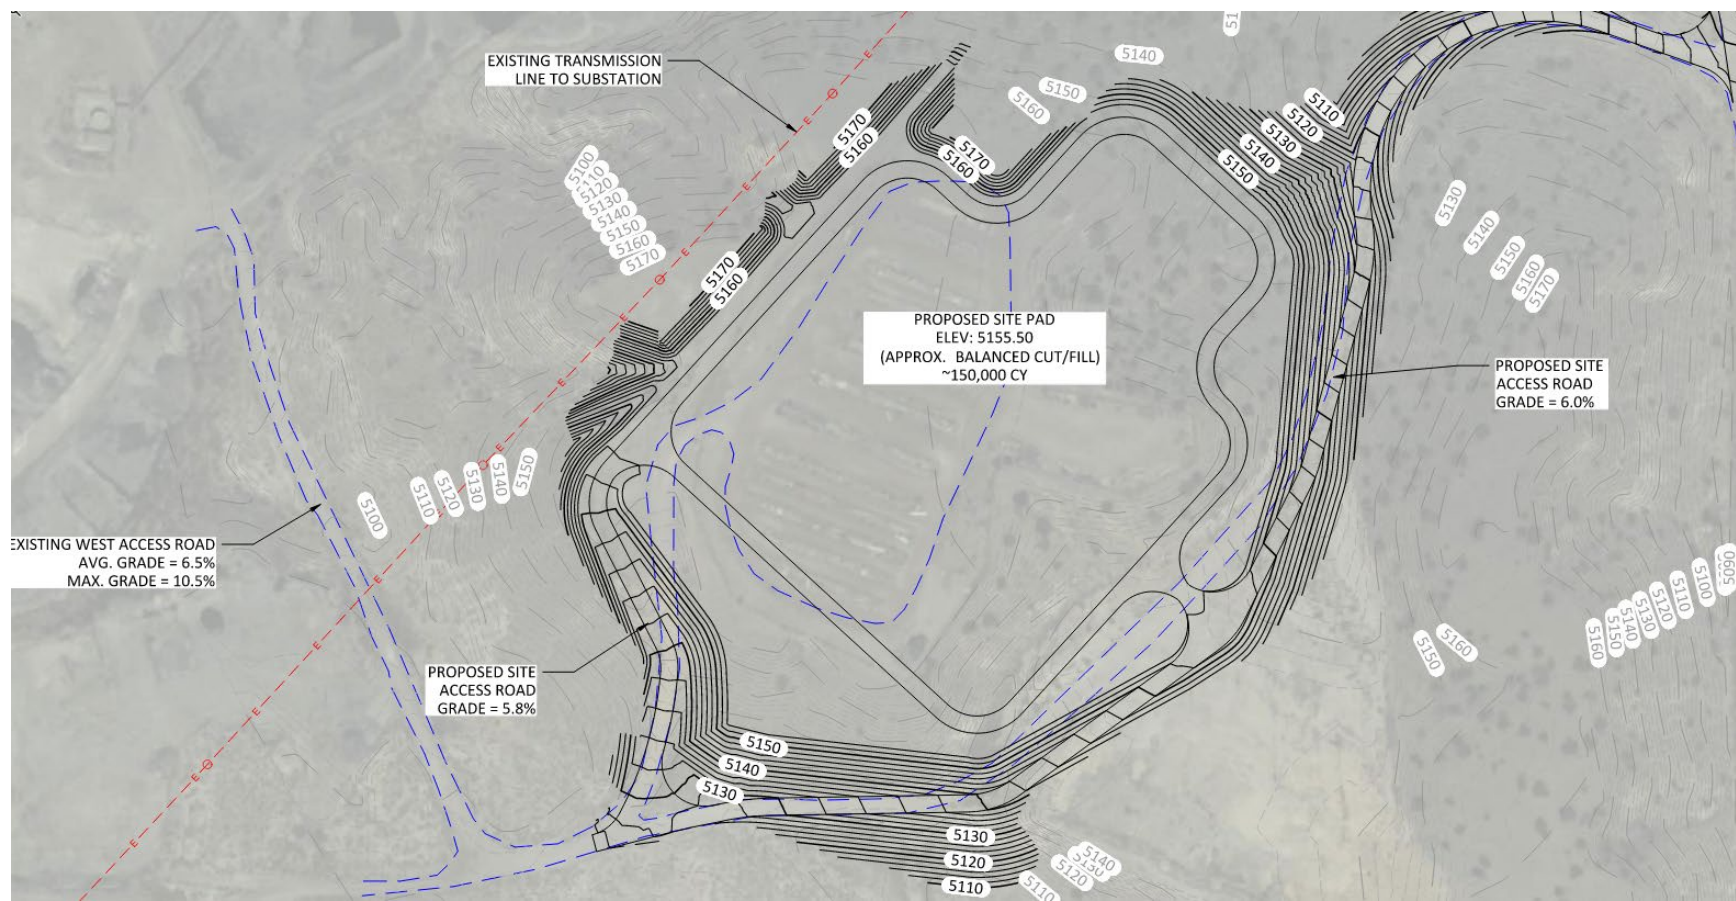 EXISTING TRANSMISSION
LINE TO SUBSTATION
5140
5150
5160
5110
5120
5130
5140
5150
5170
5160
5170
5160
5170
5160
5100
5110
5120
5130
5140
5150
5160
5170
5130
5140
5150
5160
5170
PROPOSED SITE PAD
ELEV: 5155.50
(APPROX. BALANCED CUT/FILL)
~150,000 CY
PROPOSED SITE
ACCESS ROAD
GRADE = 6.0%
5100
5110
5120
5130
5140
5150
EXISTING WEST ACCESS ROAD
AVG. GRADE = 6.5%
MAX. GRADE = 10.5%
PROPOSED SITE
ACCESS ROAD
GRADE = 5.8%
5150
5160
5160
5150
5140
5130
5120
5110
5100
5090
5150
5140
5130
5130
5120
5110
5140
5130
5120
5110
E
E
E
E
E
E
E
E
E
E
E
E